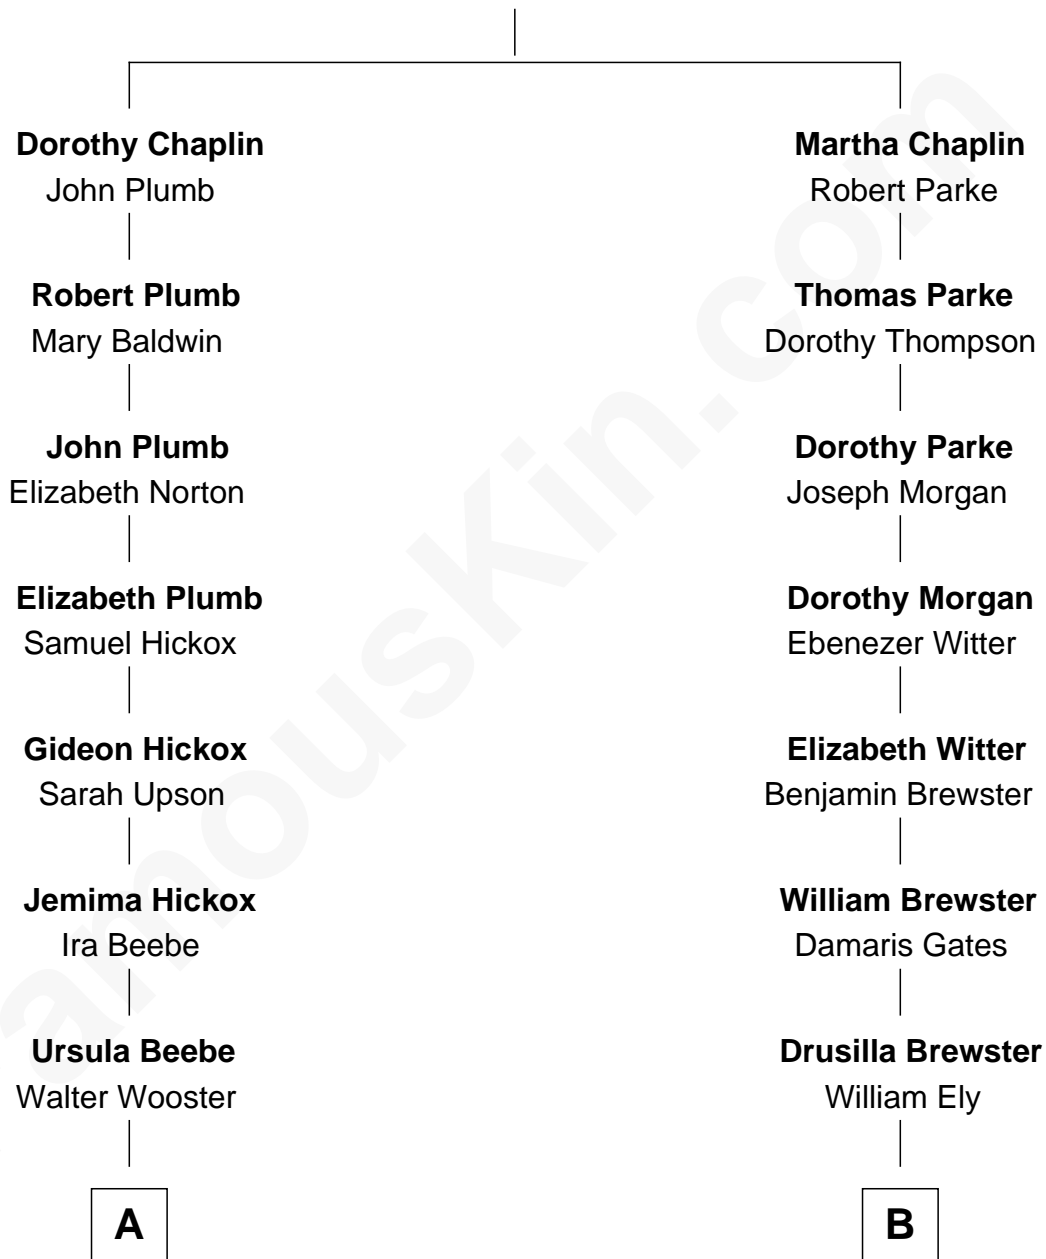 Dorothy Chaplin
John Plumb
Martha Chaplin
Robert Parke
Robert Plumb
Mary Baldwin
Thomas Parke
Dorothy Thompson
John Plumb
Elizabeth Norton
Dorothy Parke
Joseph Morgan
Elizabeth Plumb
Samuel Hickox
Dorothy Morgan
Ebenezer Witter
Gideon Hickox
Sarah Upson
Elizabeth Witter
Benjamin Brewster
Jemima Hickox
Ira Beebe
William Brewster
Damaris Gates
Ursula Beebe
Walter Wooster
Drusilla Brewster
William Ely
A
B
amousKin.com